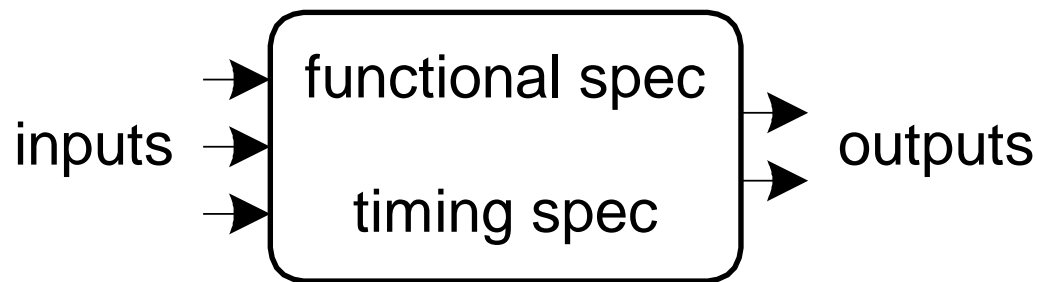 functional spec
inputs
outputs
timing spec